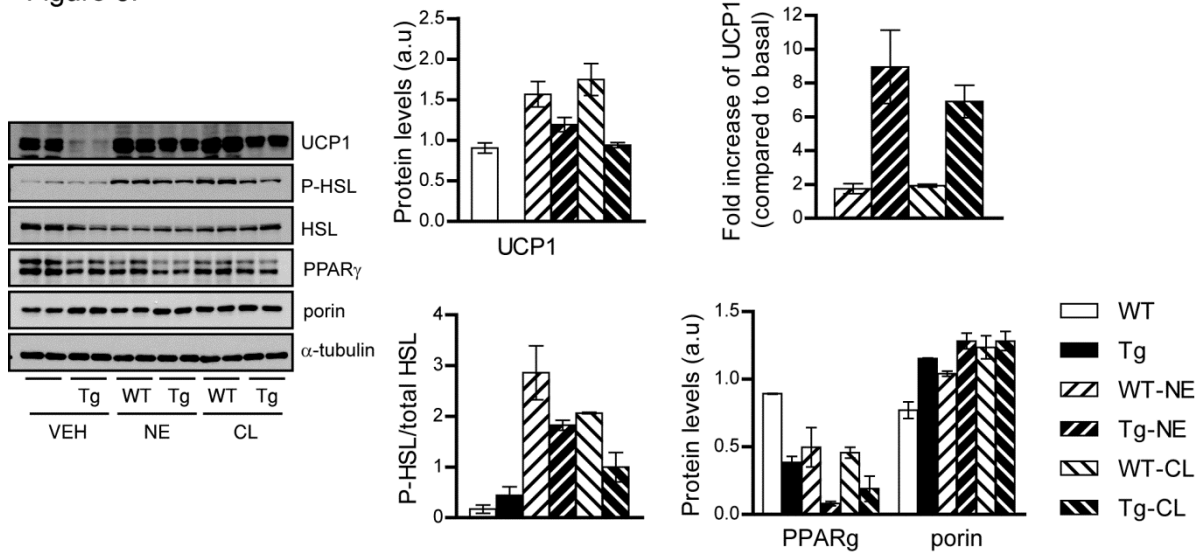 Figure
UCP1
P-HSL
HSL
PPARγ
porin
α-tubulin
Tg WT Tg WT Tg
VEH NE CL
Protein levels (a.u)
2.5
2.0
1.5
1.0
0.5
0.0
UCP1
Fold increase of UCP1
(compared to basal)
12
10
8
6
4
2
0
P-HSL/total HSL
4
3
2
1
0
Protein levels (a.u)
1.5
1.0
0.5
0.0
PPARg porin
WT
Tg
WT-NE
Tg-NE
WT-CL
Tg-CL